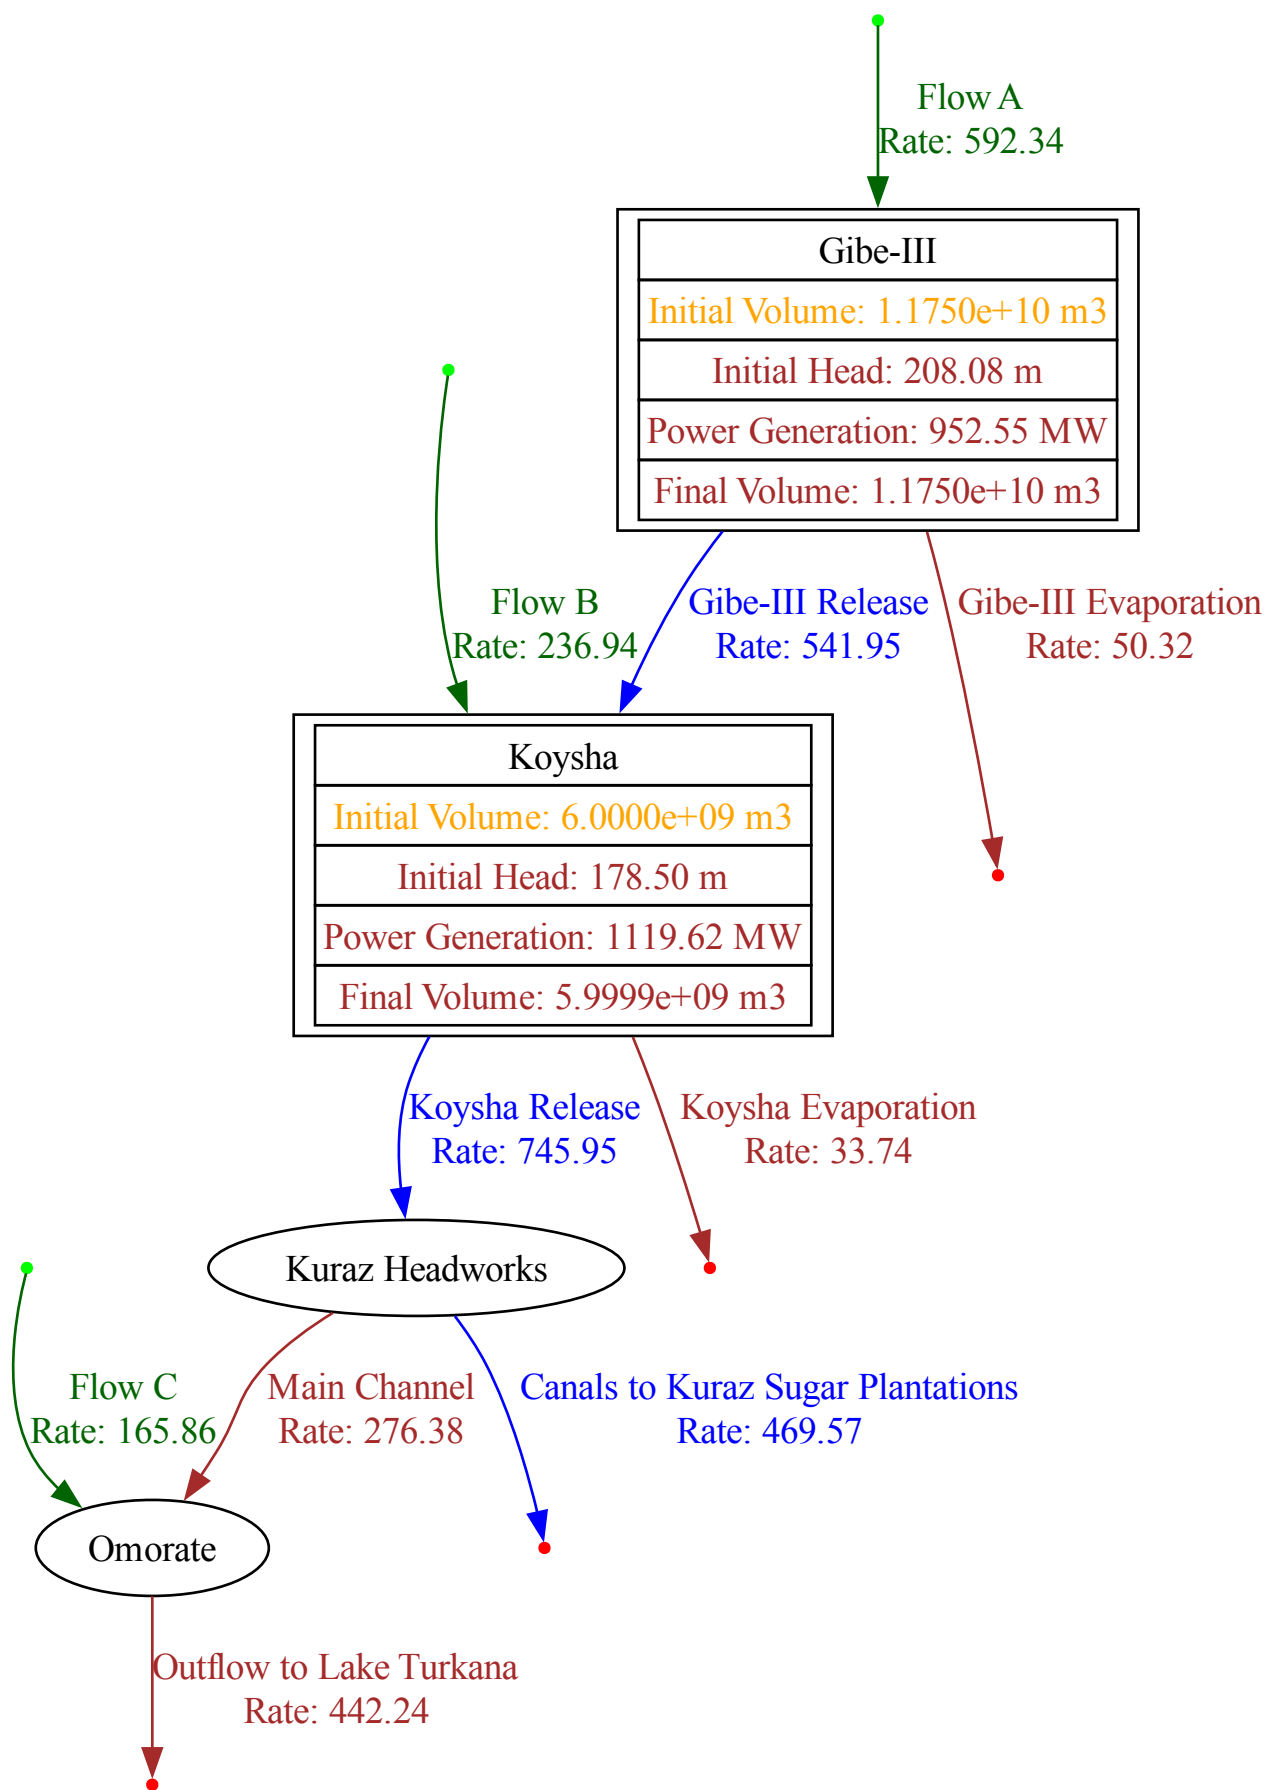 Flow A
Rate: 592.34
Gibe-III
Initial Volume: 1.1750e+10 m3
Initial Head: 208.08 m
Power Generation: 952.55 MW
Final Volume: 1.1750e+10 m3
Flow B
Rate: 236.94
Gibe-III Release
Rate: 541.95
Gibe-III Evaporation
Rate: 50.32
Koysha
Initial Volume: 6.0000e+09 m3
Initial Head: 178.50 m
Power Generation: 1119.62 MW
Final Volume: 5.9999e+09 m3
Koysha Release
Rate: 745.95
Koysha Evaporation
Rate: 33.74
Kuraz Headworks
Flow C
Rate: 165.86
Main Channel
Rate: 276.38
Canals to Kuraz Sugar Plantations
Rate: 469.57
Omorate
Outflow to Lake Turkana
Rate: 442.24